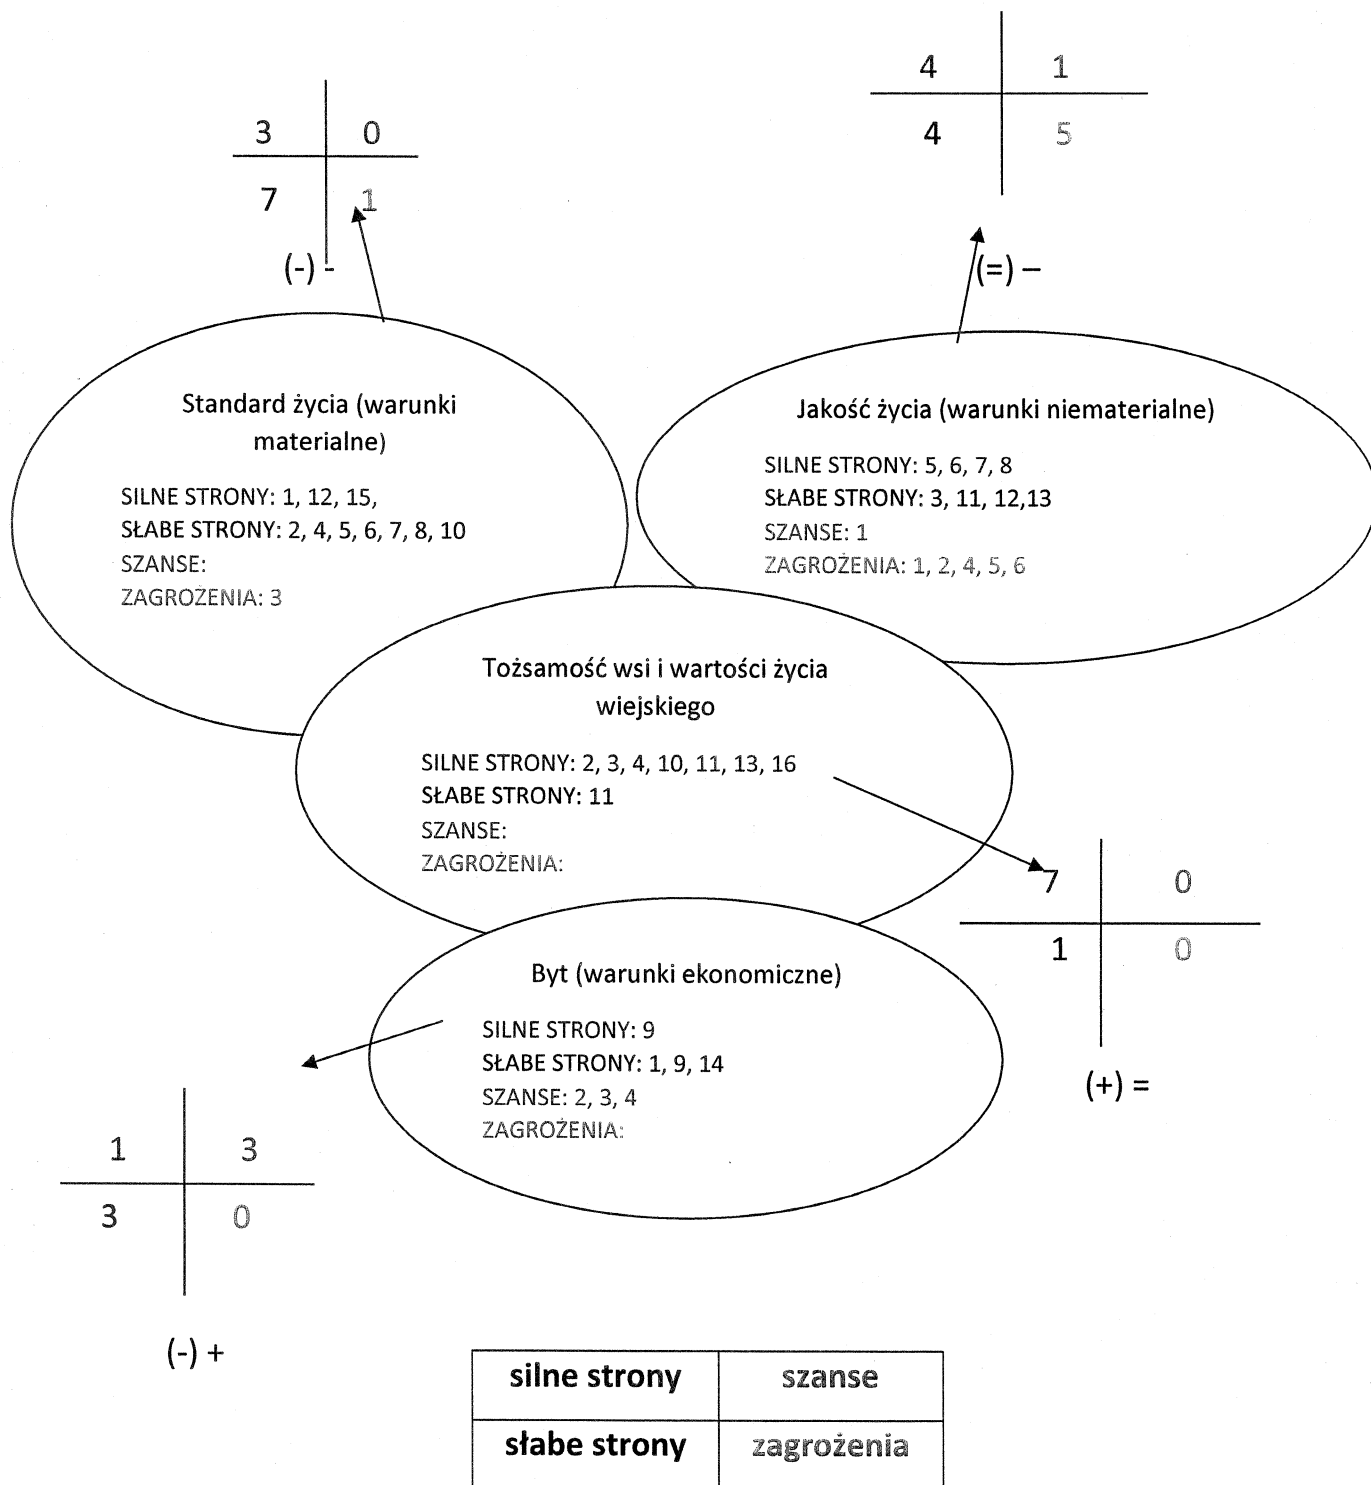 4 1
4 5
(=) –
3 0
7 1
(-) -
Standard życia (warunki
materialne)
SILNE STRONY: 1, 12, 15,
SŁABE STRONY: 2, 4, 5, 6, 7, 8, 10
SZANSE:
ZAGROŻENIA: 3
Jakość życia (warunki niematerialne)
SILNE STRONY: 5, 6, 7, 8
SŁABE STRONY: 3, 11, 12,13
SZANSE: 1
ZAGROŻENIA: 1, 2, 4, 5, 6
Tożsamość wsi i wartości życia
wiejskiego
SILNE STRONY: 2, 3, 4, 10, 11, 13, 16
SŁABE STRONY: 11
SZANSE:
ZAGROŻENIA:
7 0
1 0
(+) =
Byt (warunki ekonomiczne)
SILNE STRONY: 9
SŁABE STRONY: 1, 9, 14
SZANSE: 2, 3, 4
ZAGROŻENIA:
1 3
3 0
(-) +
silne strony szanse
słabe strony zagrożenia